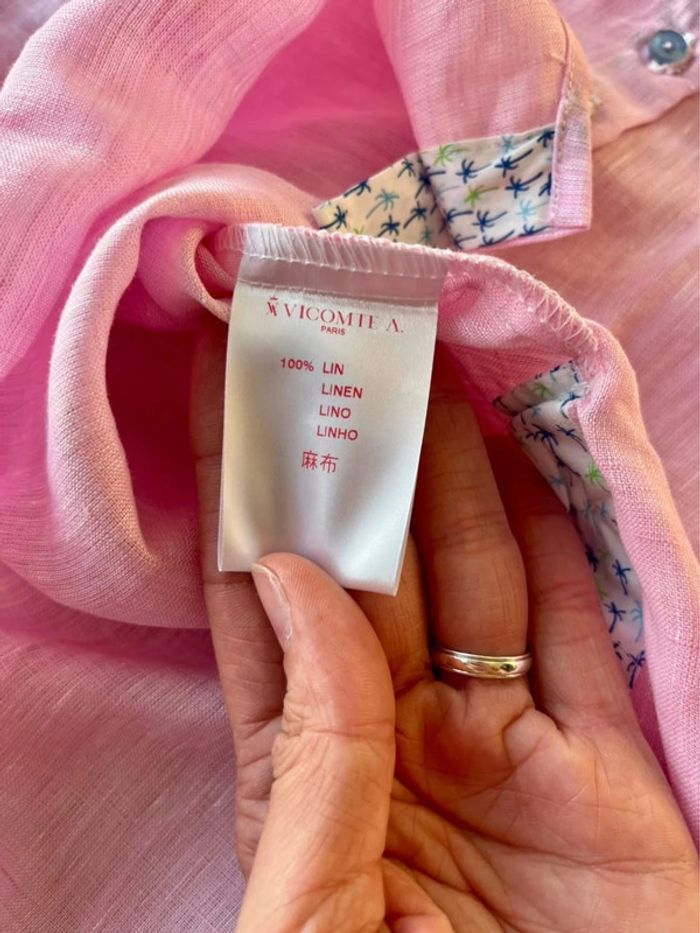 VICOMTE A.
PARIS
100% LIN
LINEN
LINO
LINHO
麻布